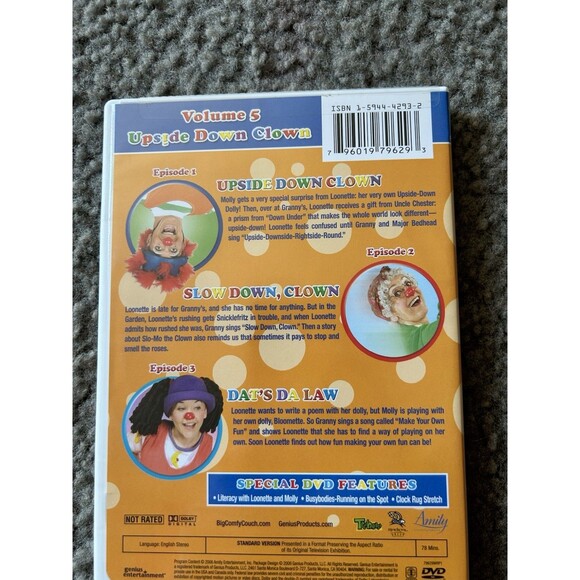 Volume 5
Upside Down Clown
ISBN 1-5944-4293-2
7 96019 79629 3
Episode 1
UPSIDE DOWN CLOWN
Molly gets a very special surprise from Loonette: her very own Upside-Down
Dolly! Then, over at Granny's, Loonette receives a gift from Uncle Chester:
a prism from "Down Under" that makes the whole world look different—
upside-down! Loonette feels confused until Granny and Major Bedhead
sing "Upside-Downside-Rightside-Round."
Episode 2
SLOW DOWN, CLOWN
Loonette is late for Granny's, and she has no time for anything. But in the
Garden, Loonette's rushing gets Snicklefritz in trouble, and when Loonette
admits how rushed she was, Granny sings "Slow Down, Clown." Then a story
about Slo-Mo the Clown also reminds us that sometimes it pays to stop and
smell the roses.
Episode 3
DAT'S DA LAW
Loonette wants to write a poem with her dolly, but Molly is playing with
her own dolly, Bloomette. So Granny sings a song called "Make Your Own
Fun" and shows Loonette that she has to find a way of playing on her
own. Soon Loonette finds out how fun making your own fun can be!
SPECIAL DVD FEATURES
• Literacy with Loonette and Molly • Busybodies-Running on the Spot • Clock Rug Stretch
NOT RATED
DOLBY
DIGITAL
BigComfyCouch.com
GeniusProducts.com
Amity
Language: English Stereo
STANDARD VERSION Presented in a Format Preserving the Aspect Ratio
of its Original Television Exhibition.
78 Mins.
genius
entertainment
DVD